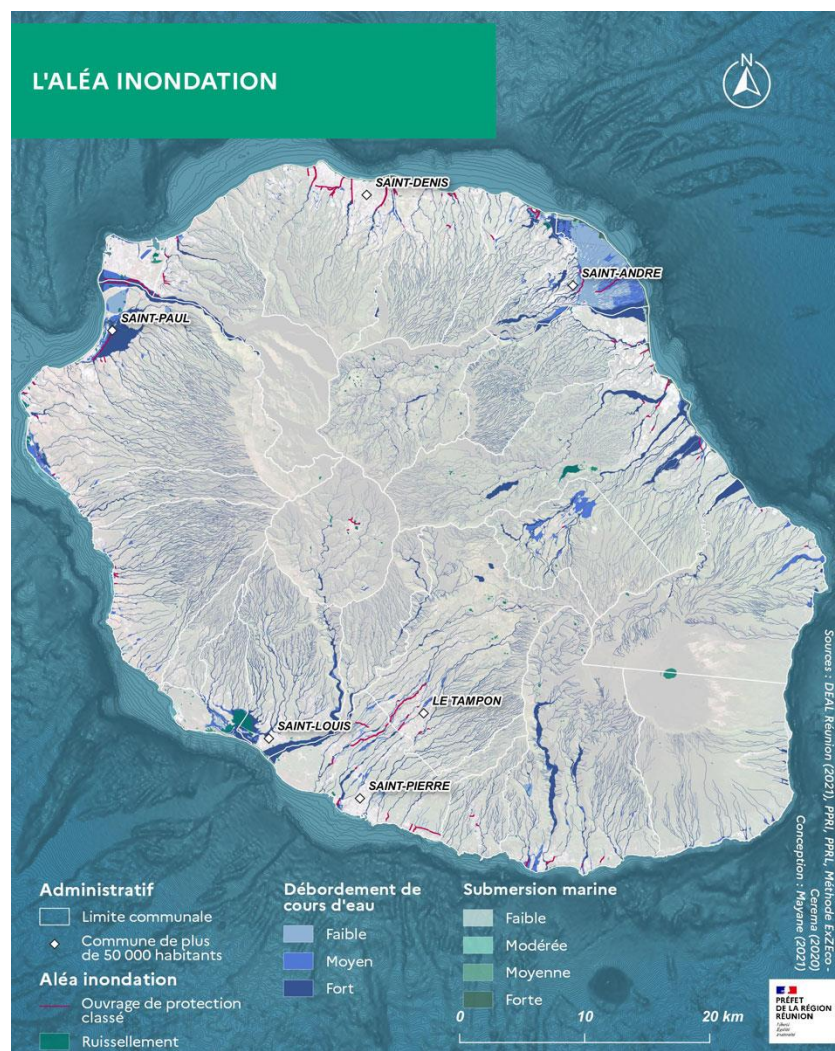 L'ALÉA INONDATION
N
SAINT-DENIS
SAINT-ANDRE
SAINT-PAUL
LE TAMPON
SAINT-LOUIS
SAINT-PIERRE
Sources : DEAL Réunion (2021), PPRi, PPRL, Méthode ExZEco -
Cerema (2020)
Conception : Mayane (2021)
Administratif
Limite communale
Commune de plus
de 50 000 habitants
Aléa inondation
Ouvrage de protection
classé
Ruissellement
Débordement de
cours d'eau
Faible
Moyen
Fort
Submersion marine
Faible
Modérée
Moyenne
Forte
0 10 20 km
PRÉFET
DE LA RÉGION
RÉUNION
Liberté
Égalité
Fraternité